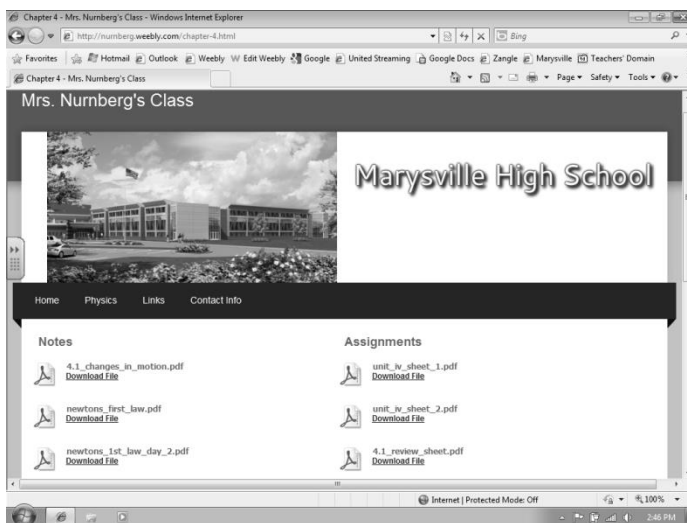 Chapter 4 - Mrs. Nurnberg's Class - Windows Internet Explorer
http://nurnberg.weebly.com/chapter-4.html
Bing
Favorites Hotmail Outlook Weebly W Edit Weebly Google United Streaming Google Docs Zangle Marysville Teachers' Domain
Chapter 4 - Mrs. Nurnberg's Class
Page Safety Tools
Mrs. Nurnberg's Class
Marysville High School
Home Physics Links Contact Info
Notes Assignments
4.1_changes_in_motion.pdf unit_iv_sheet_1.pdf
Download File Download File
newtons_first_law.pdf unit_iv_sheet_2.pdf
Download File Download File
newtons_1st_law_day_2.pdf 4.1_review_sheet.pdf
Download File Download File
Internet | Protected Mode: Off 100%
2:46 PM